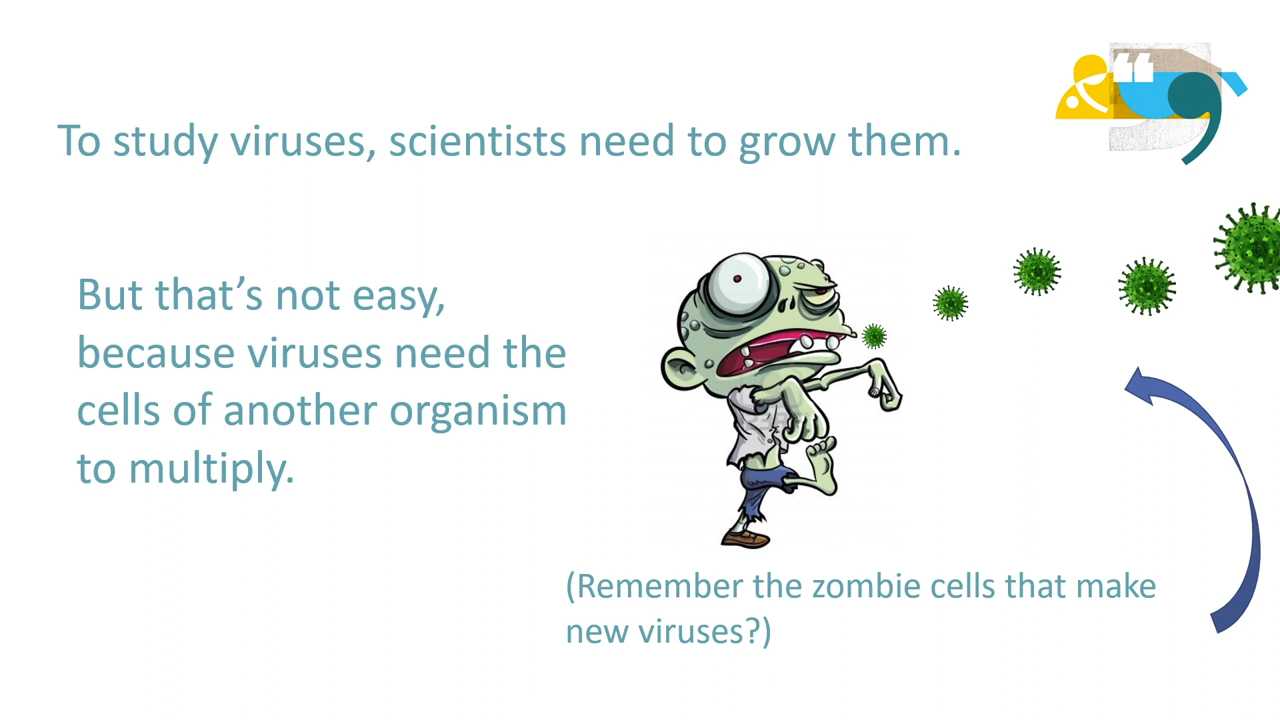 To study viruses, scientists need to grow them.
But that’s not easy,
because viruses need the
cells of another organism
to multiply.
(Remember the zombie cells that make
new viruses?)